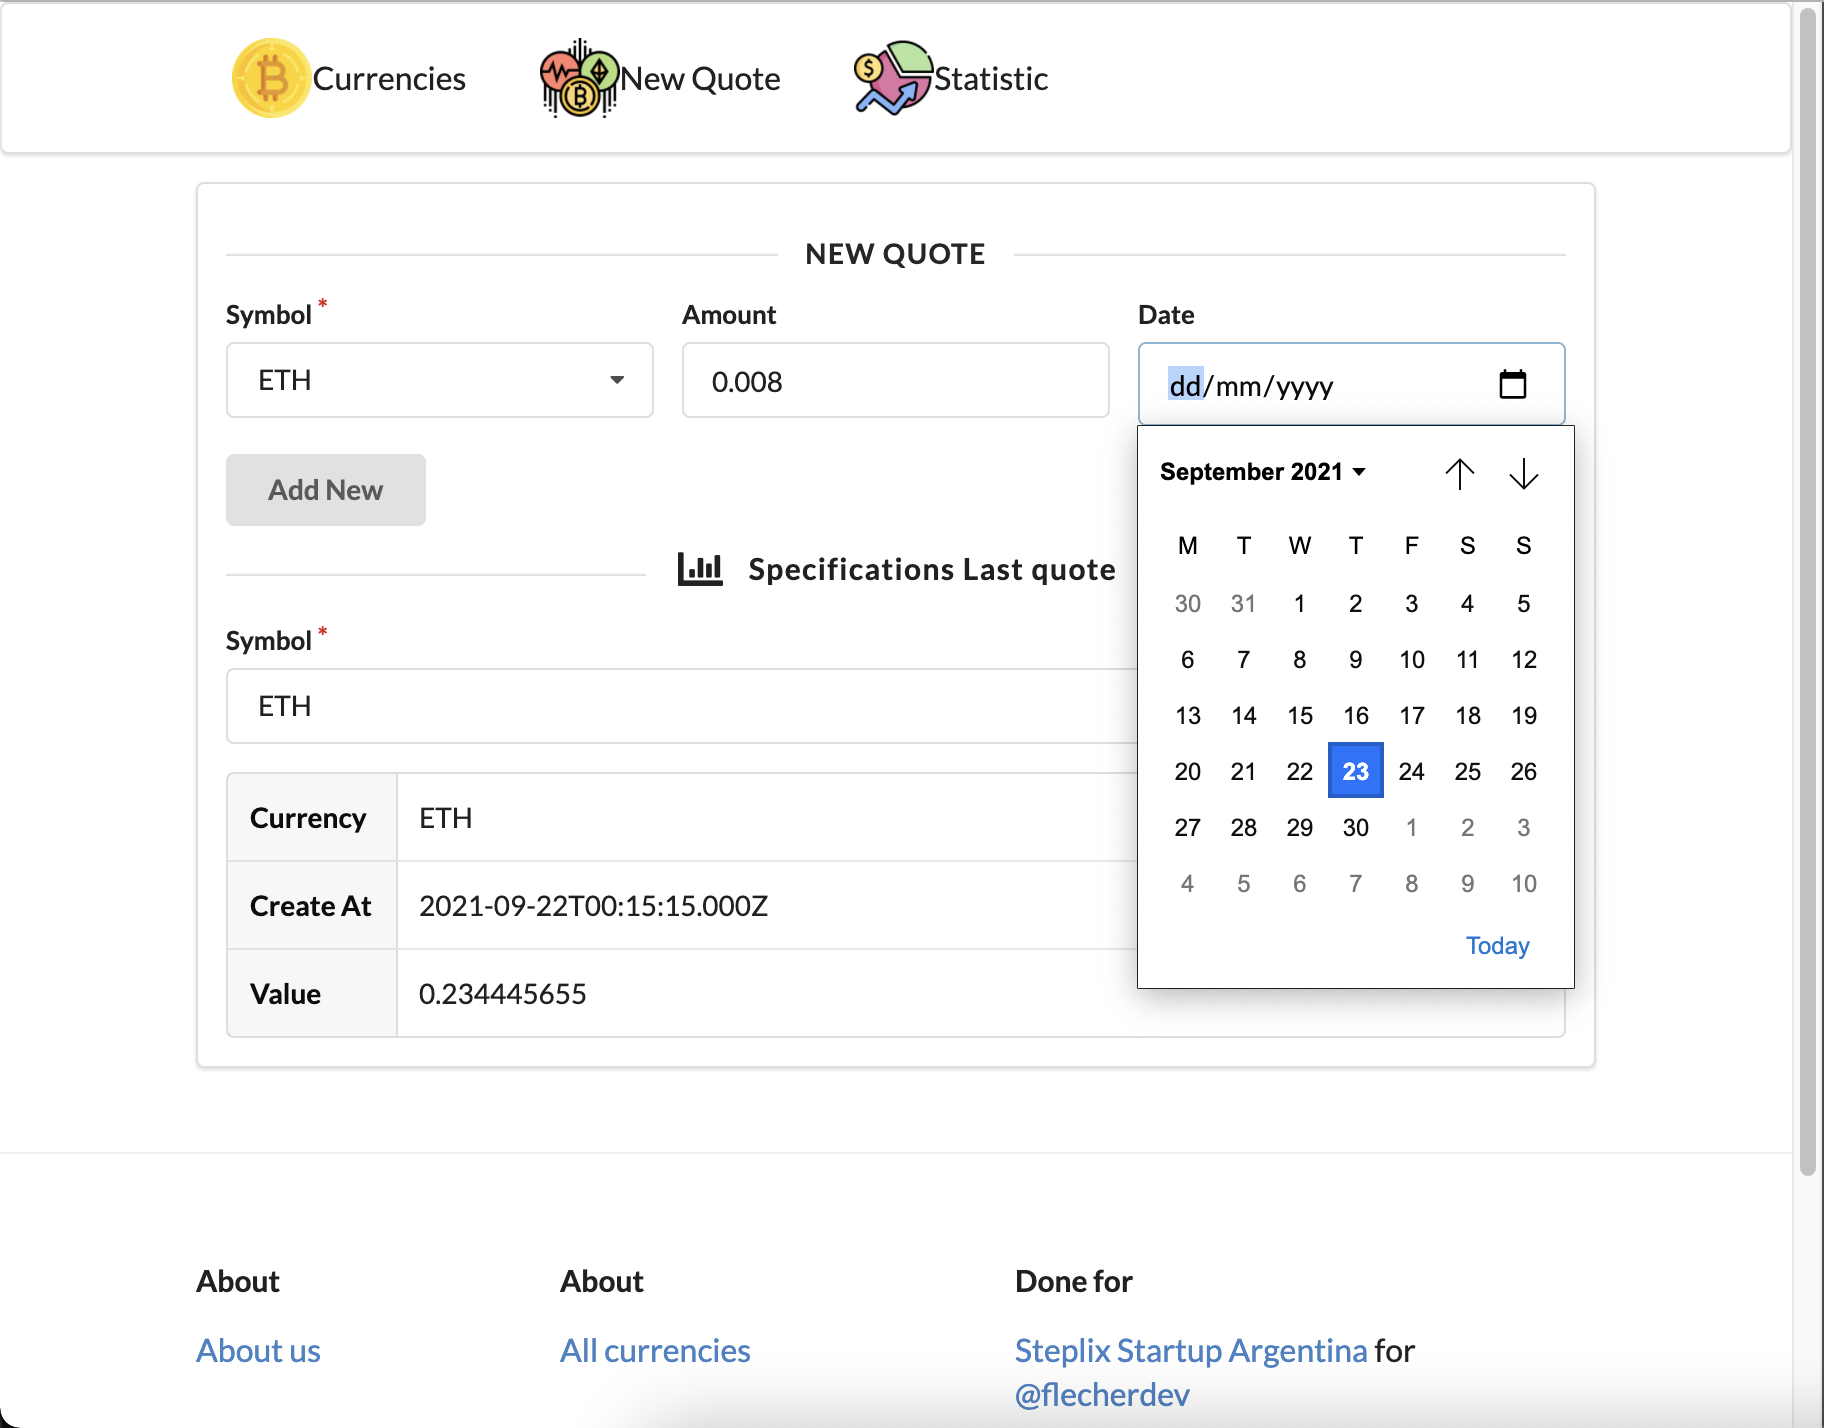 Currencies New Quote Statistic
NEW QUOTE
Symbol * Amount Date
ETH 0.008 dd/mm/yyyy
Add New
September 2021
M T W T F S S
30 31 1 2 3 4 5
6 7 8 9 10 11 12
13 14 15 16 17 18 19
20 21 22 23 24 25 26
27 28 29 30 1 2 3
4 5 6 7 8 9 10
Today
Specifications Last quote
Symbol *
ETH
Currency ETH
Create At 2021-09-22T00:15:15.000Z
Value 0.234445655
About
About us
About
All currencies
Done for
Steplix Startup Argentina for
@flecherdev